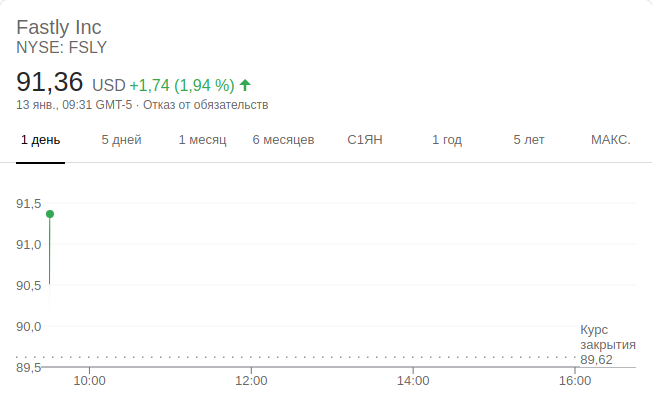 Fastly Inc
NYSE: FSLY
91,36 USD +1,74 (1,94 %)
13 янв., 09:31 GMT-5 · Отказ от обязательств
1 день 5 дней 1 месяц 6 месяцев С1ЯН 1 год 5 лет МАКС.
91,5
91,0
90,5
90,0
89,5
Курс
закрытия
89,62
10:00 12:00 14:00 16:00